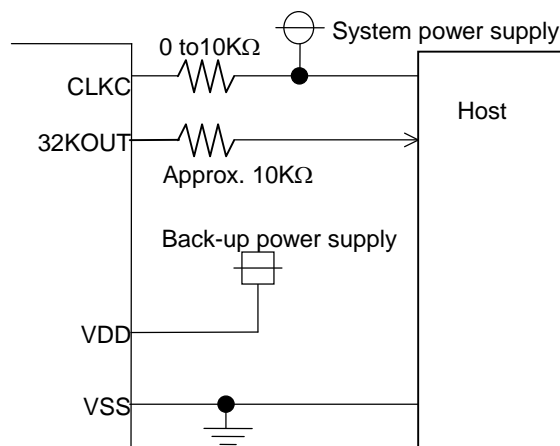 0 to10KΩ
System power supply
CLKC
Host
32KOUT
Approx. 10KΩ
Back-up power supply
VDD
VSS